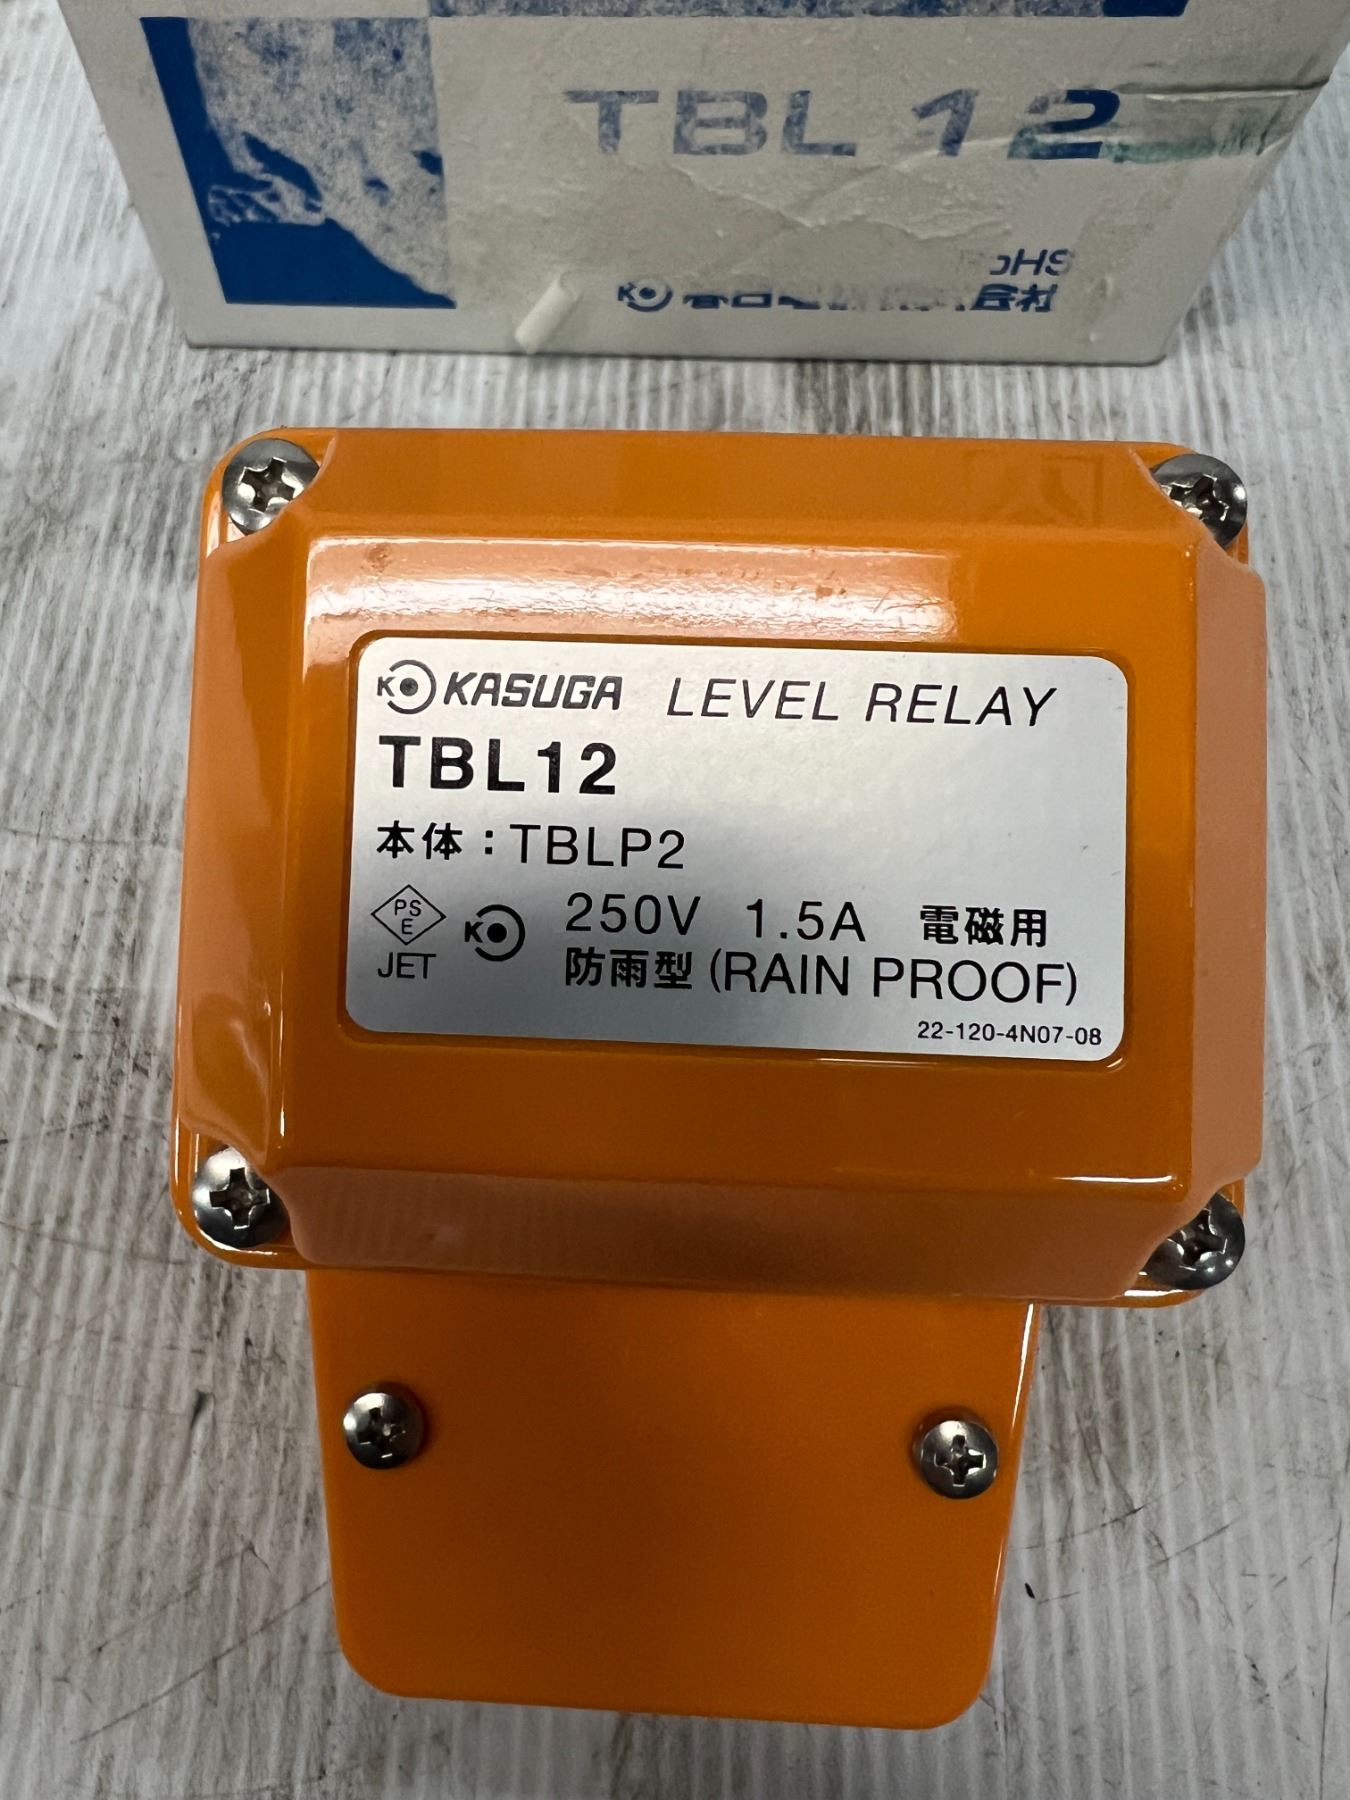 TBL 12
RoHS
KASUGA LEVEL RELAY
TBL12
本体：TBLP2
PS
E
JET
K
250V 1.5A 電磁用
防雨型 (RAIN PROOF)
22-120-4N07-08